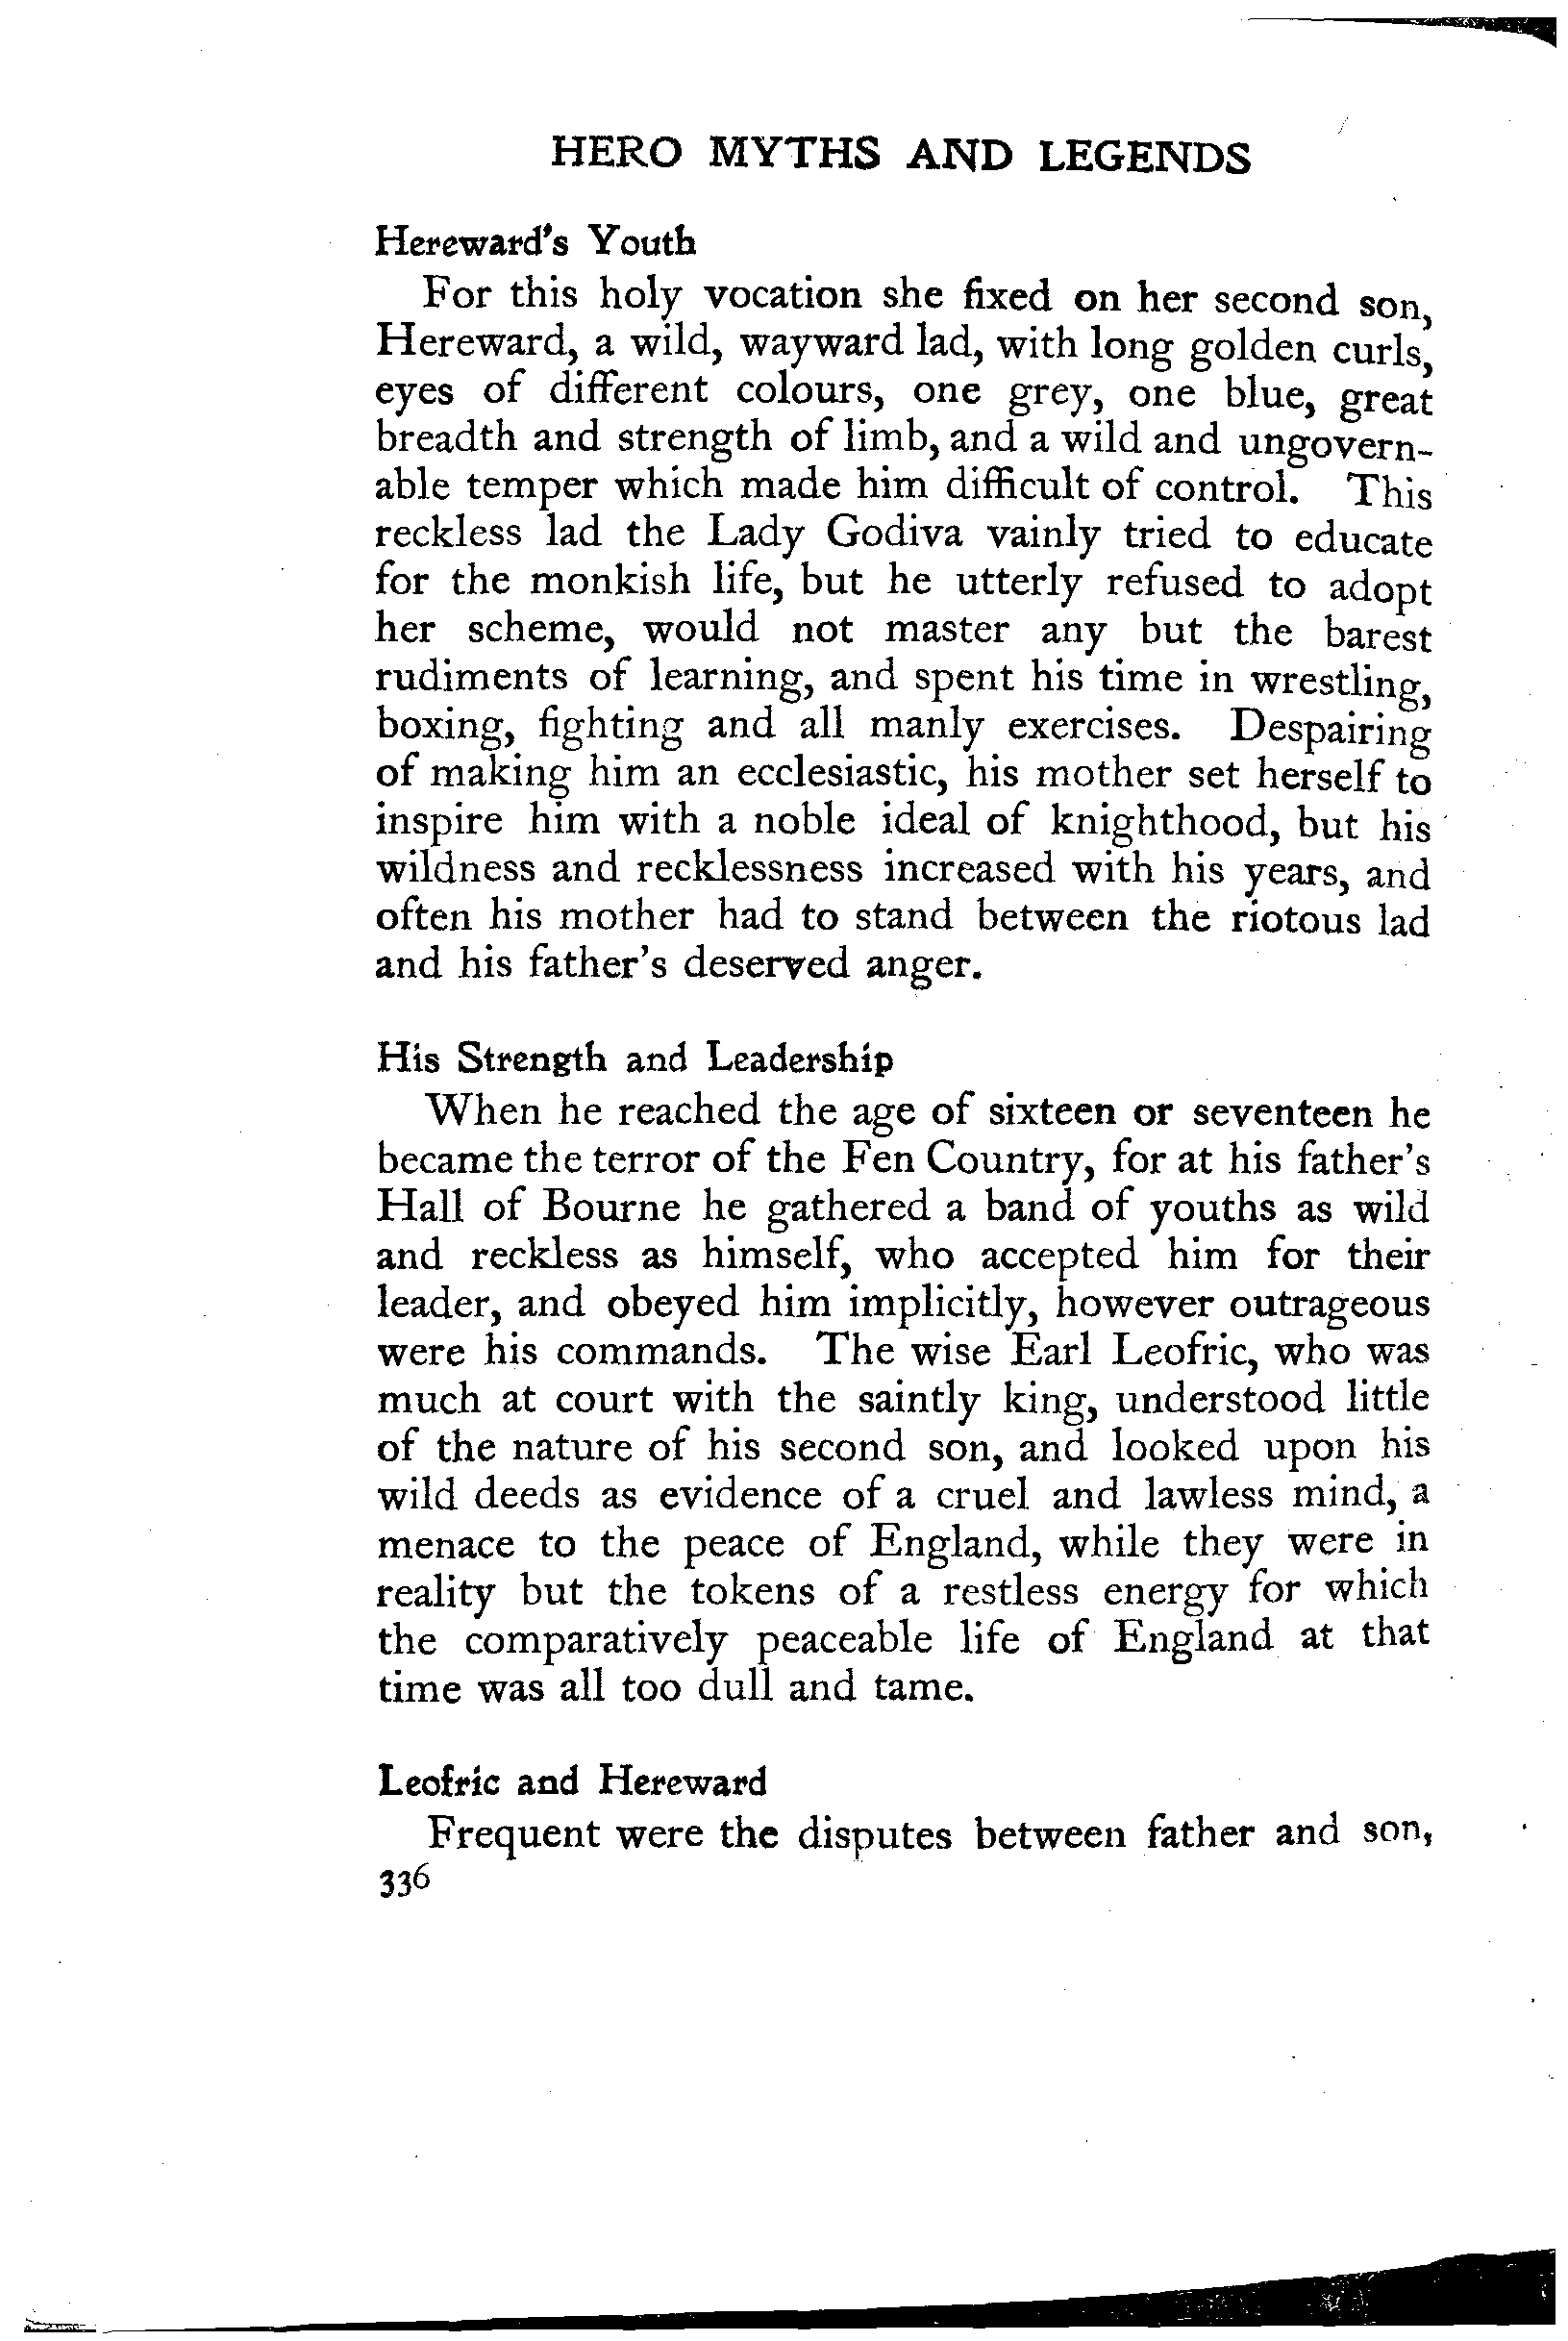 HERO MYTHS AND LEGENDS
Hereward's Youth
For this holy vocation she fixed on her second son,
Hereward, a wild, wayward lad, with long golden curls,
eyes of different colours, one grey, one blue, great
breadth and strength of limb, and a wild and ungovern-
able temper which made him difficult of control. This
reckless lad the Lady Godiva vainly tried to educate
for the monkish life, but he utterly refused to adopt
her scheme, would not master any but the barest
rudiments of learning, and spent his time in wrestling,
boxing, fighting and all manly exercises. Despairing
of making him an ecclesiastic, his mother set herself to
inspire him with a noble ideal of knighthood, but his
wildness and recklessness increased with his years, and
often his mother had to stand between the riotous lad
and his father's deserved anger.
His Strength and Leadership
When he reached the age of sixteen or seventeen he
became the terror of the Fen Country, for at his father's
Hall of Bourne he gathered a band of youths as wild
and reckless as himself, who accepted him for their
leader, and obeyed him implicitly, however outrageous
were his commands. The wise Earl Leofric, who was
much at court with the saintly king, understood little
of the nature of his second son, and looked upon his
wild deeds as evidence of a cruel and lawless mind, a
menace to the peace of England, while they were in
reality but the tokens of a restless energy for which
the comparatively peaceable life of England at that
time was all too dull and tame.
Leofric and Hereward
Frequent were the disputes between father and son,
336